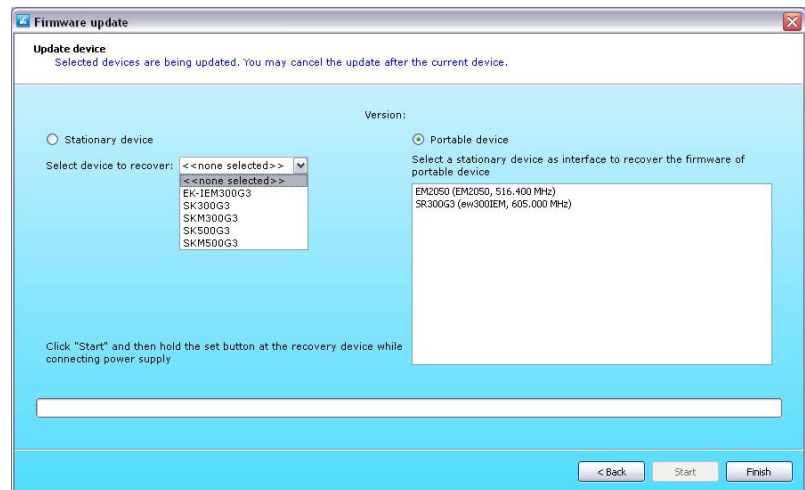 Firmware update
Update device
Selected devices are being updated. You may cancel the update after the current device.
Version:
Stationary device
Portable device
Select device to recover: <<none selected>>
<<none selected>>
EK-IEM300G3
SK300G3
SKM300G3
SK500G3
SKM500G3
Select a stationary device as interface to recover the firmware of
portable device
EM2050 (EM2050, 516.400 MHz)
SR300G3 (ew300IEM, 605.000 MHz)
Click "Start" and then hold the set button at the recovery device while
connecting power supply
< Back
Start
Finish